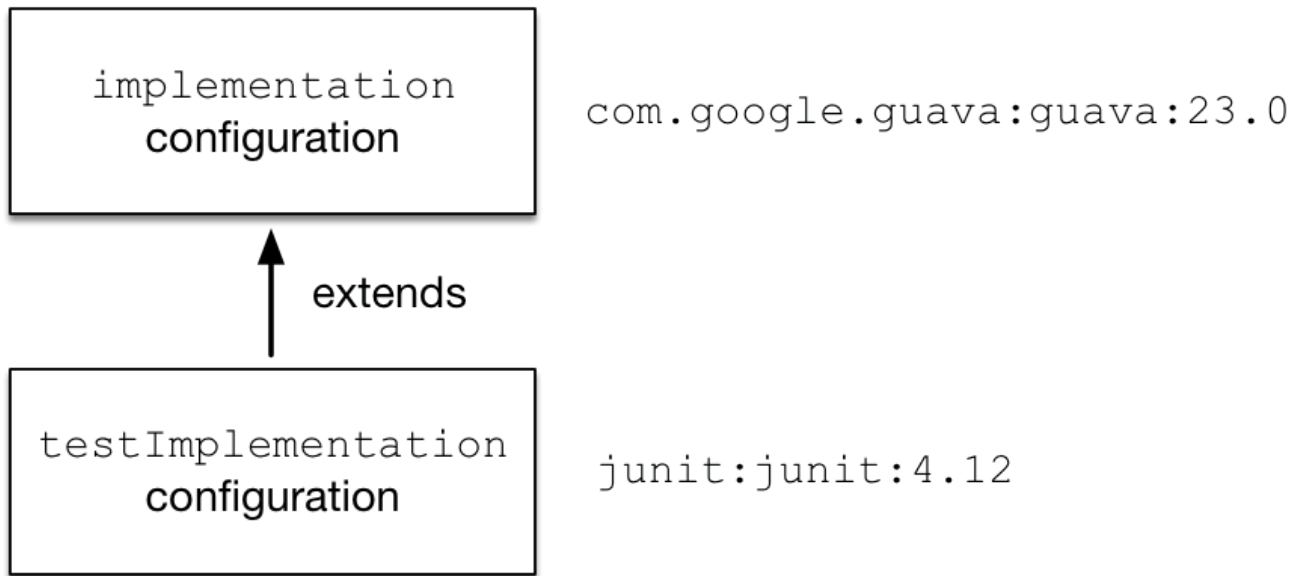 implementation
configuration
com.google.guava:guava:23.0
extends
testImplementation
configuration
junit:junit:4.12